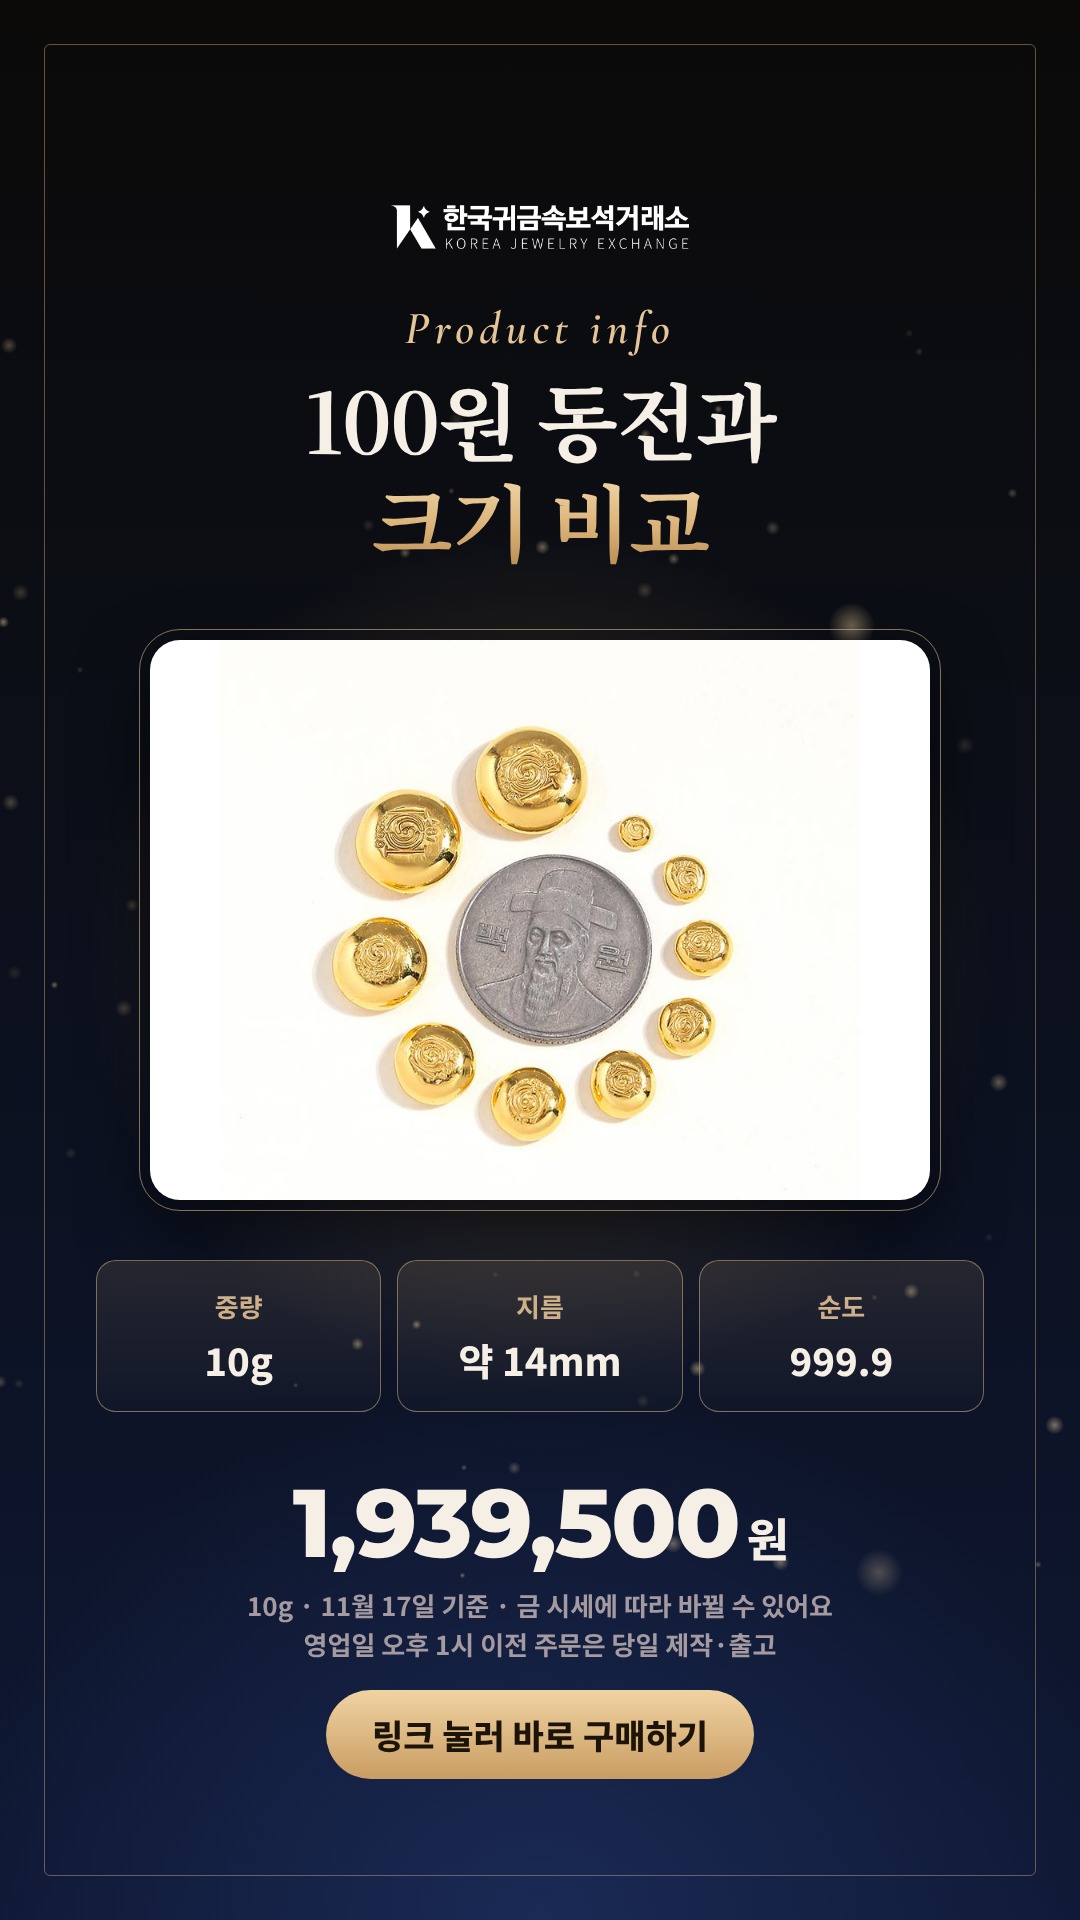 한국귀금속보석거래소
KOREA JEWELRY EXCHANGE
Product info
100원 동전과
크기 비교
백 원
중량
10g
지름
약 14mm
순도
999.9
1,939,500원
10g · 11월 17일 기준 · 금 시세에 따라 바뀔 수 있어요
영업일 오후 1시 이전 주문은 당일 제작·출고
링크 눌러 바로 구매하기